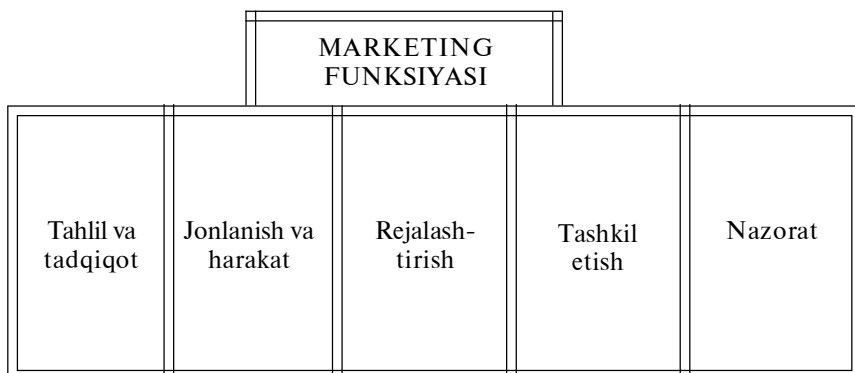 MARKETING
FUNKSIYASI
Tahlil va
tadqiqot
Jonlanish va
harakat
Rejalash-
tirish
Tashkil
etish
Nazorat